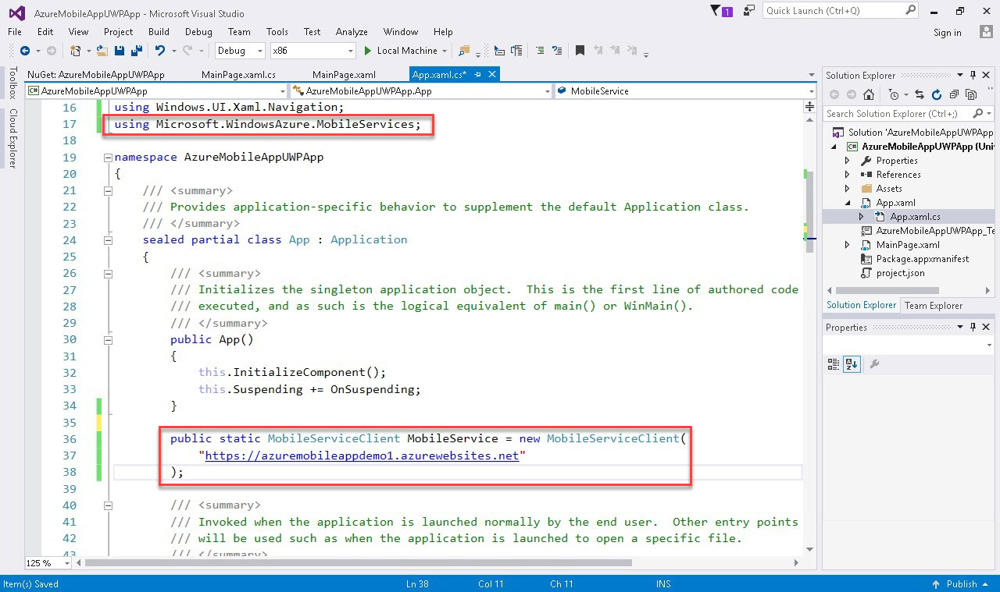 AzureMobileAppUWPApp - Microsoft Visual Studio
1
Quick Launch (Ctrl+Q)
File Edit View Project Build Debug Team Tools Test Analyze Window Help
Sign in
Debug x86 Local Machine
Toolbox
Cloud Explorer
NuGet: AzureMobileAppUWPApp MainPage.xaml.cs MainPage.xaml App.xaml.cs*
C# AzureMobileAppUWPApp AzureMobileAppUWPApp.App MobileService
16 using Windows.UI.Xaml.Navigation;
17 using Microsoft.WindowsAzure.MobileServices;
18
19 namespace AzureMobileAppUWPApp
20 {
21 /// <summary>
22 /// Provides application-specific behavior to supplement the default Application class.
23 /// </summary>
24 sealed partial class App : Application
25 {
26 /// <summary>
27 /// Initializes the singleton application object.  This is the first line of authored code
28 /// executed, and as such is the logical equivalent of main() or WinMain().
29 /// </summary>
30 public App()
31 {
32 this.InitializeComponent();
33 this.Suspending += OnSuspending;
34 }
35
36 public static MobileServiceClient MobileService = new MobileServiceClient(
37 "https://azuremobileappdemo1.azurewebsites.net"
38 );
39
40 /// <summary>
41 /// Invoked when the application is launched normally by the end user.  Other entry points
42 /// will be used such as when the application is launched to open a specific file.
43 /// </summary>
125 %
Solution Explorer
Search Solution Explorer (Ctrl+;)
Solution 'AzureMobileAppUWPApp
C# AzureMobileAppUWPApp (Uni
Properties
References
Assets
App.xaml
App.xaml.cs
AzureMobileAppUWPApp_Te
MainPage.xaml
Package.appxmanifest
project.json
Solution Explorer Team Explorer
Properties
Item(s) Saved Ln 38 Col 11 Ch 11 INS Publish